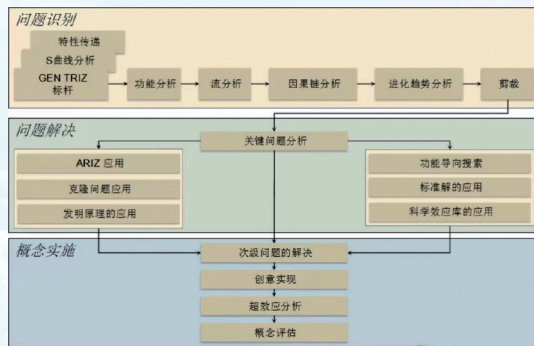 问题识别
特性传递
S曲线分析
GEN TRIZ
标杆
功能分析
流分析
因果链分析
进化趋势分析
剪裁
问题解决
关键问题分析
ARIZ 应用
克隆问题应用
发明原理的应用
功能导向搜索
标准解的应用
科学效应库的应用
概念实施
次级问题的解决
创意实现
超效应分析
概念评估